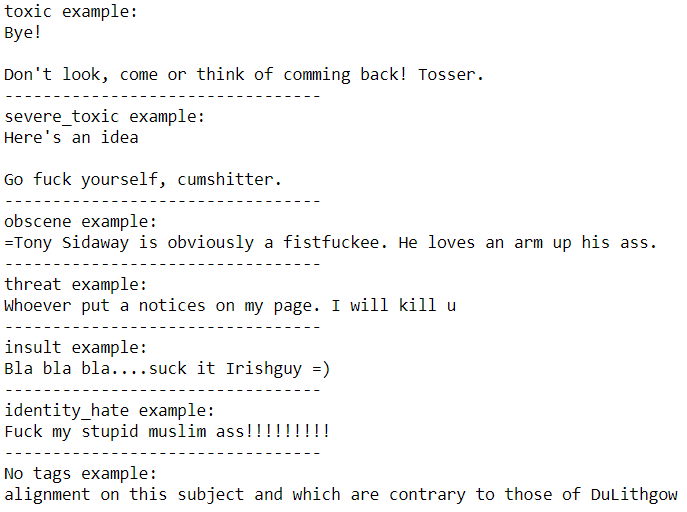 toxic example:
Bye!
Don't look, come or think of comming back! Tosser.
---------------------------------
severe_toxic example:
Here's an idea
Go fuck yourself, cumshitter.
---------------------------------
obscene example:
=Tony Sidaway is obviously a fistfuckee. He loves an arm up his ass.
---------------------------------
threat example:
Whoever put a notices on my page. I will kill u
---------------------------------
insult example:
Bla bla bla....suck it Irishguy =)
---------------------------------
identity_hate example:
Fuck my stupid muslim ass!!!!!!!!!
---------------------------------
No tags example:
alignment on this subject and which are contrary to those of DuLithgow